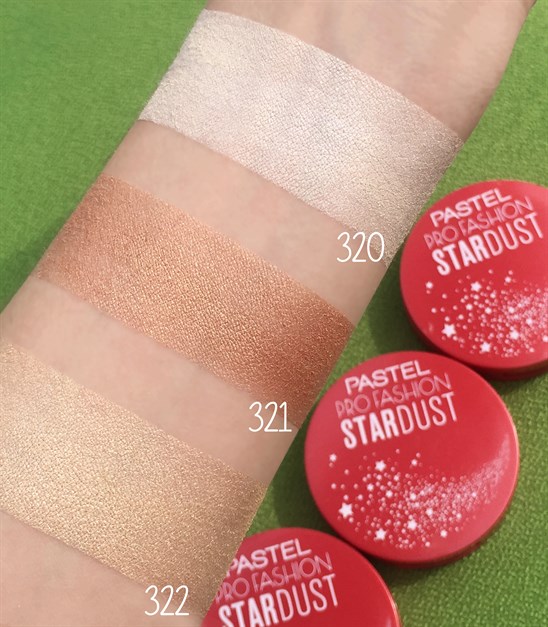 320
PASTEL
PRO FASHION
STARDUST
321
PASTEL
PRO FASHION
STARDUST
322
PASTEL
PRO FASHION
STARDUST